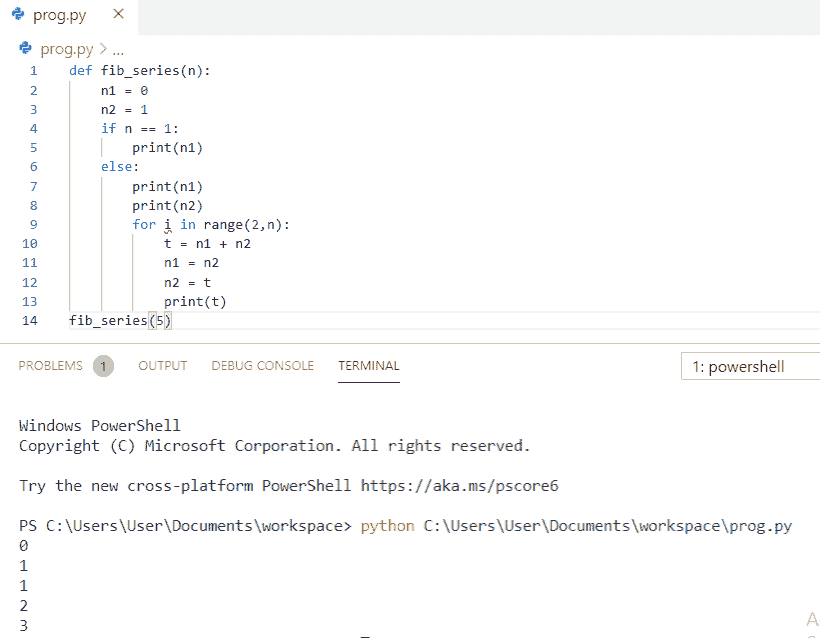 prog.py ×
prog.py > ...
1 def fib_series(n):
2     n1 = 0
3     n2 = 1
4     if n == 1:
5         print(n1)
6     else:
7         print(n1)
8         print(n2)
9         for i in range(2,n):
10             t = n1 + n2
11             n1 = n2
12             n2 = t
13             print(t)
14 fib_series(5)
PROBLEMS 1 OUTPUT DEBUG CONSOLE TERMINAL 1: powershell
Windows PowerShell
Copyright (C) Microsoft Corporation. All rights reserved.
Try the new cross-platform PowerShell https://aka.ms/pscore6
PS C:\Users\User\Documents\workspace> python C:\Users\User\Documents\workspace\prog.py
0
1
1
2
3